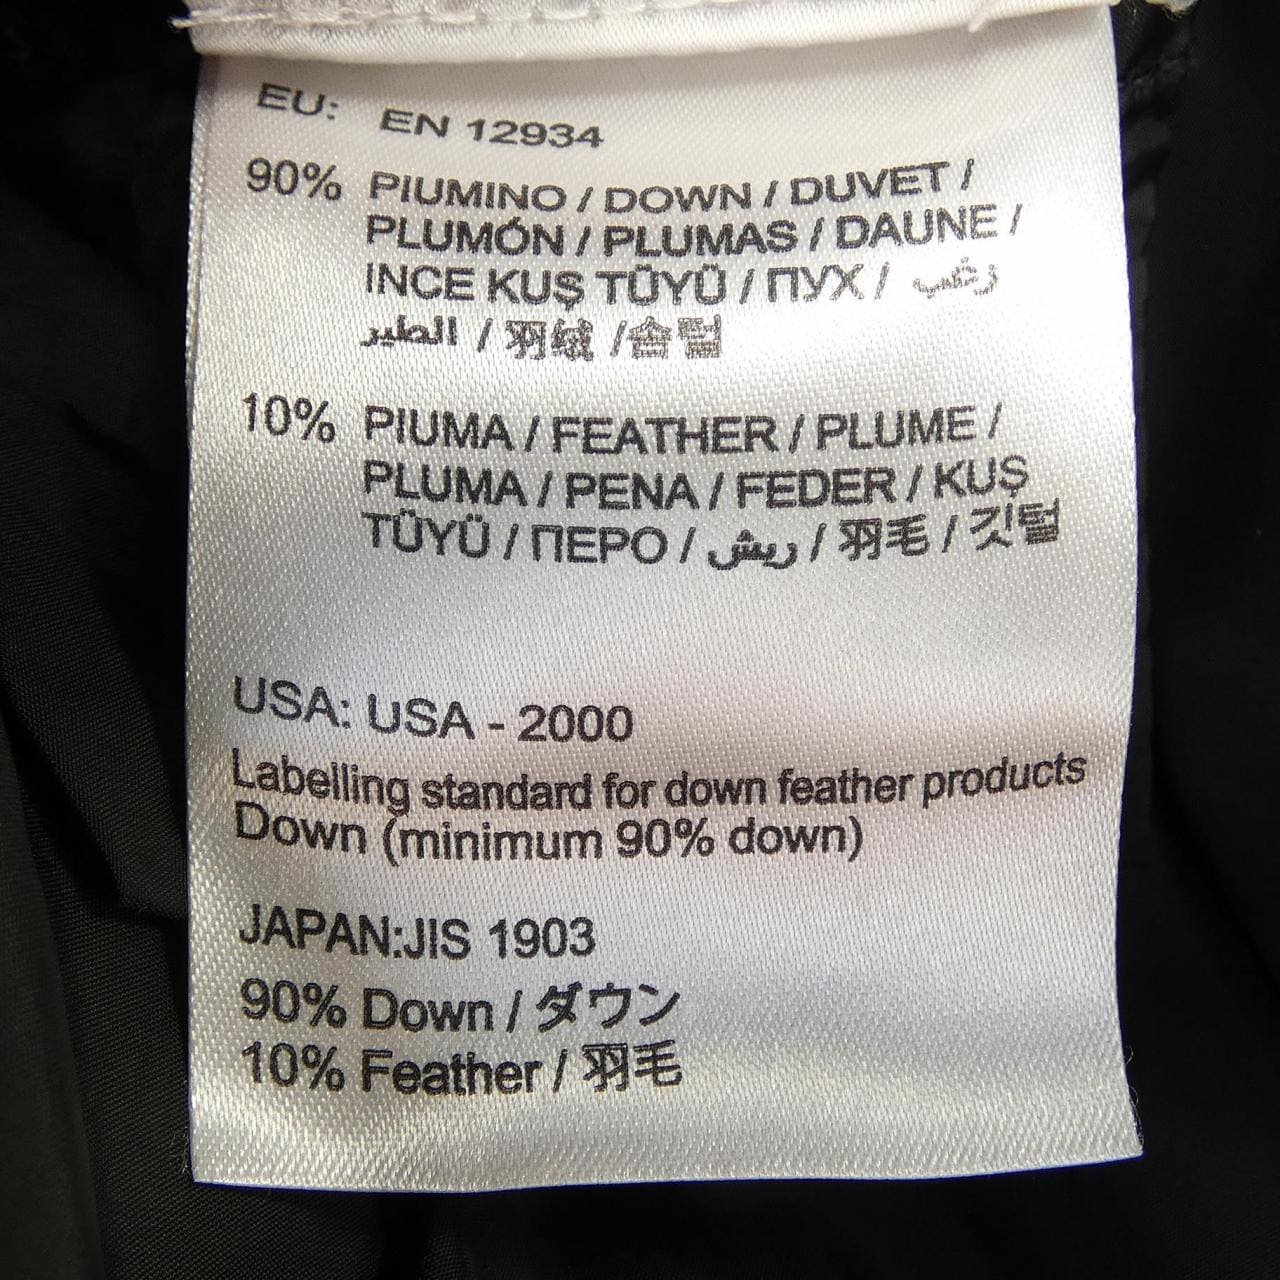 EU: EN 12934
90% PIUMINO / DOWN / DUVET /
PLUMÓN / PLUMAS / DAUNE /
INCE KUŞ TÜYÜ / ПУХ / زغب
الطير / 羽绒 /솜털
10% PIUMA / FEATHER / PLUME /
PLUMA / PENA / FEDER / KUŞ
TÜYÜ / ПЕРО / ريش / 羽毛 / 깃털
USA: USA - 2000
Labelling standard for down feather products
Down (minimum 90% down)
JAPAN:JIS 1903
90% Down / ダウン
10% Feather / 羽毛